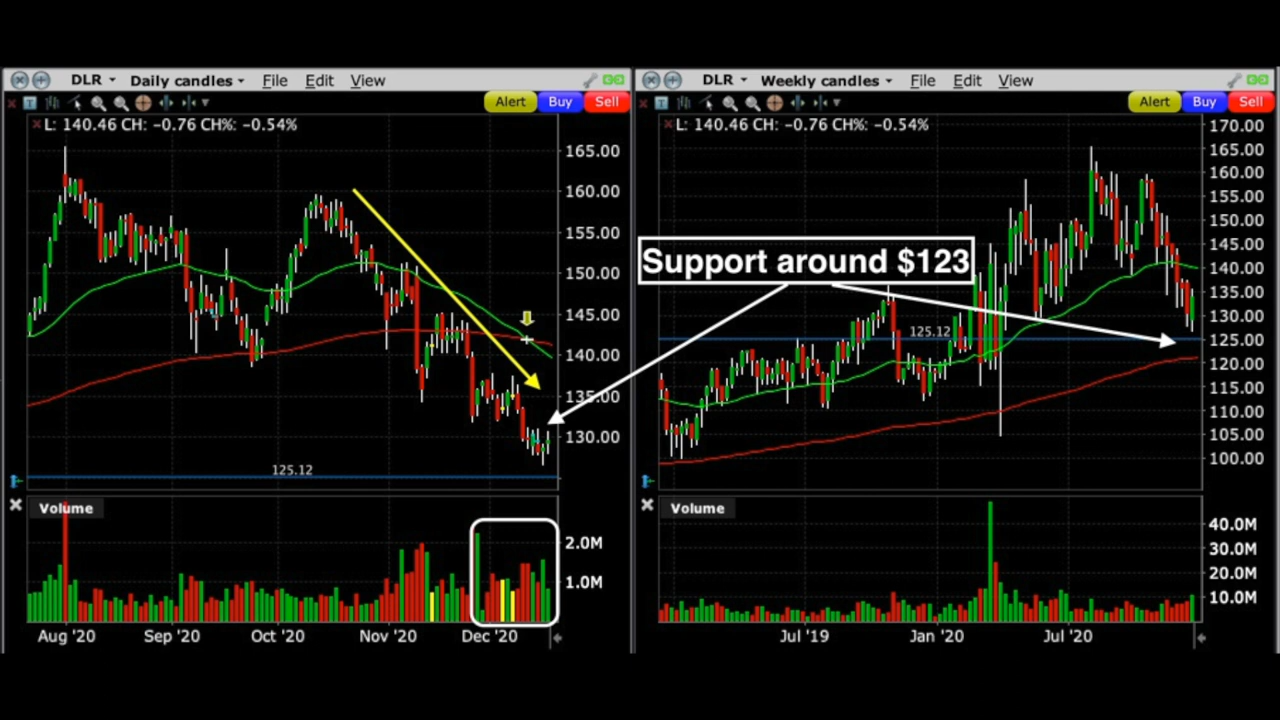 DLR Daily candles File Edit View
Alert Buy Sell
L: 140.46 CH: −0.76 CH%: −0.54%
165.00
160.00
155.00
150.00
145.00
140.00
135.00
130.00
125.12
Volume
2.0M
1.0M
Aug '20 Sep '20 Oct '20 Nov '20 Dec '20
DLR Weekly candles File Edit View
Alert Buy Sell
L: 140.46 CH: −0.76 CH%: −0.54%
170.00
165.00
160.00
155.00
150.00
145.00
Support around $123
140.00
135.00
130.00
125.12
125.00
120.00
115.00
110.00
105.00
100.00
Volume
40.0M
30.0M
20.0M
10.0M
Jul '19 Jan '20 Jul '20